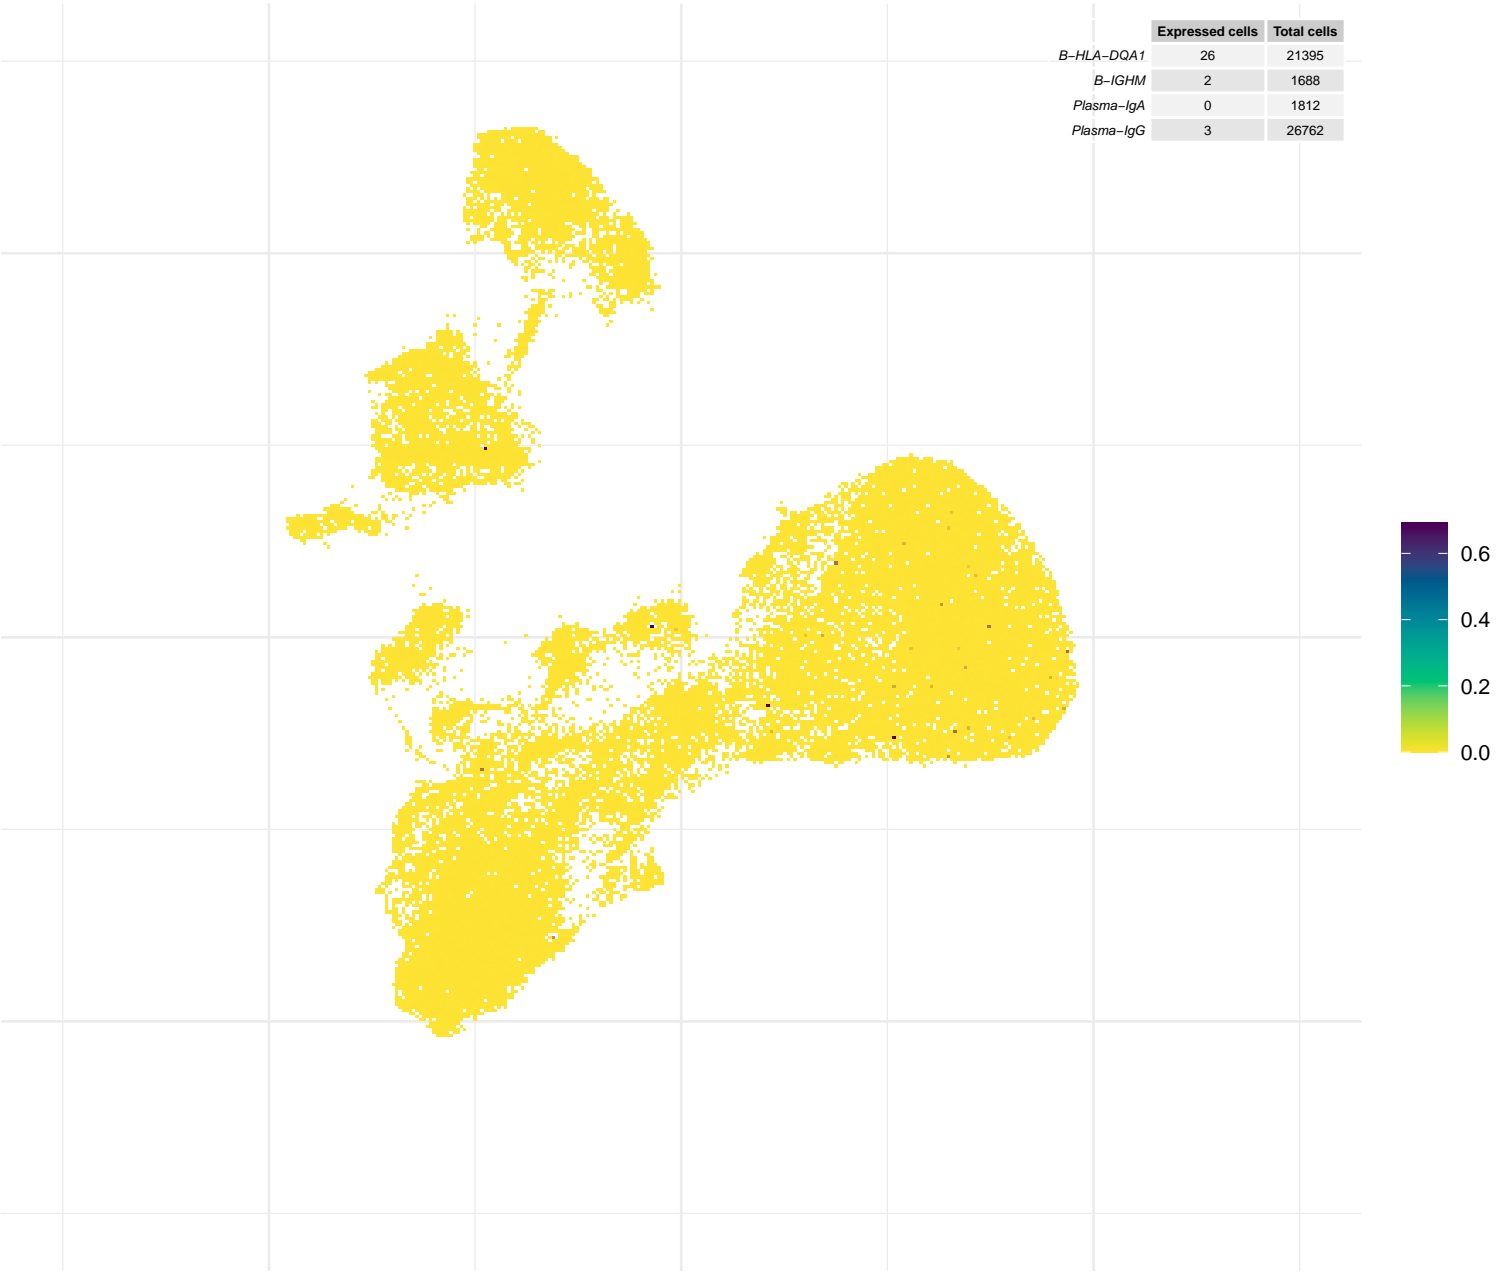 Expressed cells Total cells
B−HLA−DQA1 26 21395
B−IGHM 2 1688
Plasma−IgA 0 1812
Plasma−IgG 3 26762
0.6
0.4
0.2
0.0